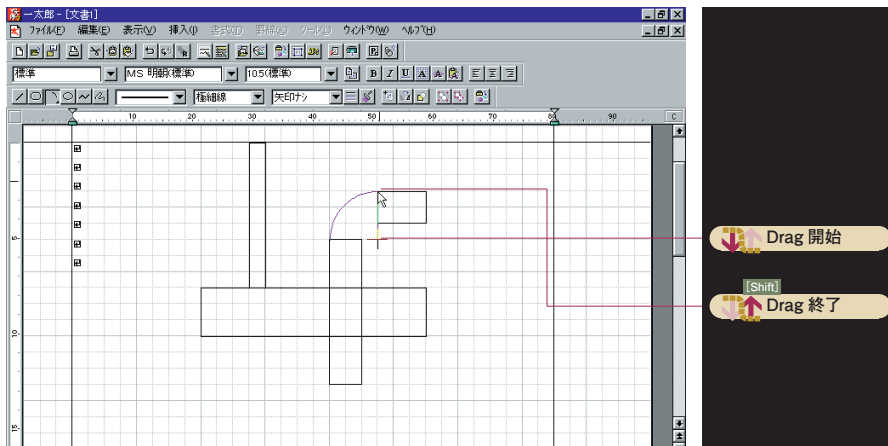 一太郎 - [文書1]
ファイル(F) 編集(E) 表示(V) 挿入(I) 書式(T) 罫線(K) ツール(L) ウィンドウ(W) ヘルプ(H)
標準 MS 明朝(標準) 10.5(標準) B I U A A
極細線 矢印ナシ
10 20 30 40 50 60 70 80 90 C
5
10
15
Drag 開始
[Shift]
Drag 終了